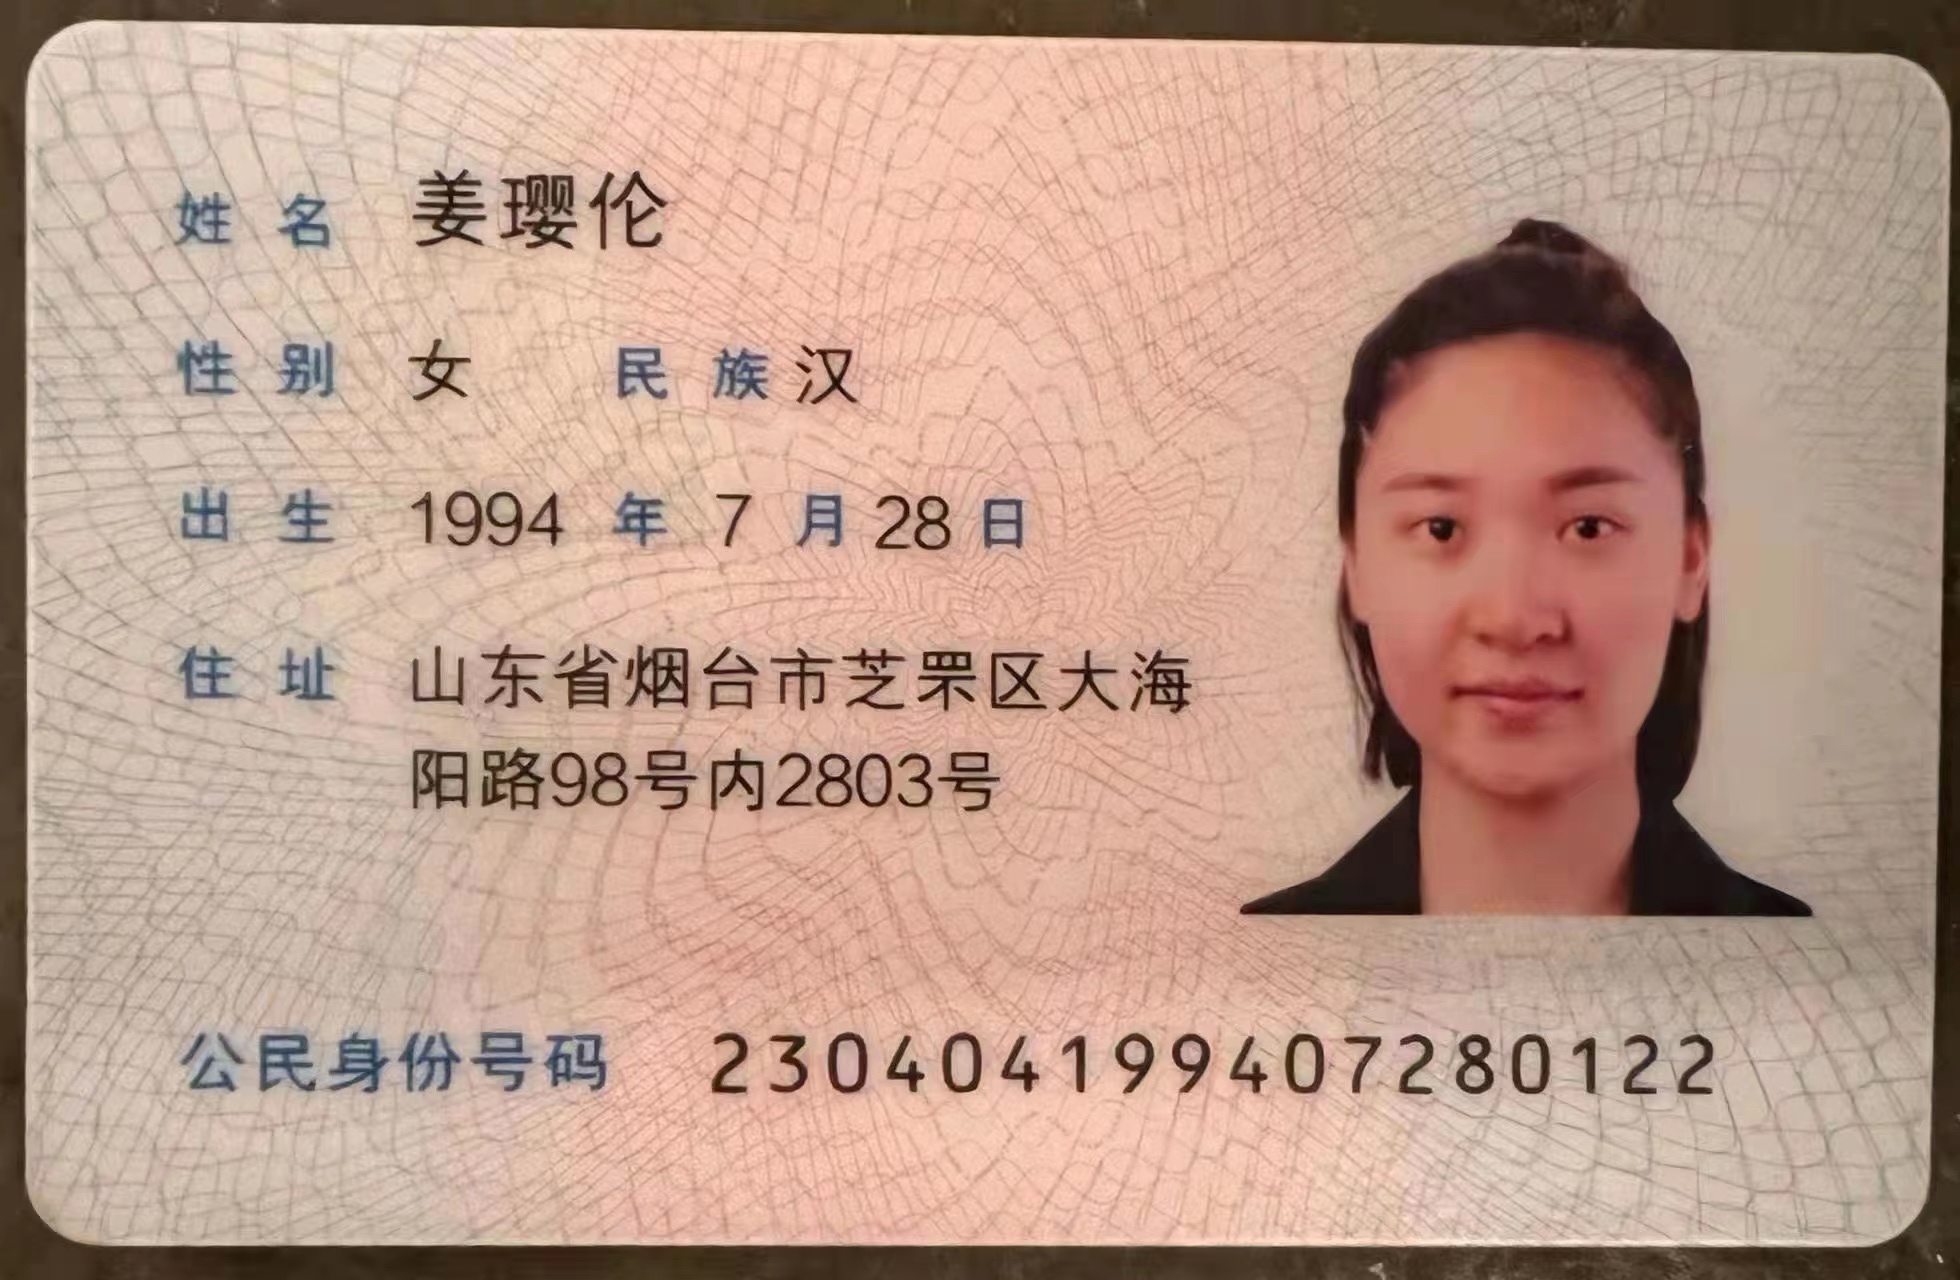 姓名 姜璎伦
性别 女 民族 汉
出生 1994 年 7 月 28 日
住址 山东省烟台市芝罘区大海
阳路98号内2803号
公民身份号码 230404199407280122